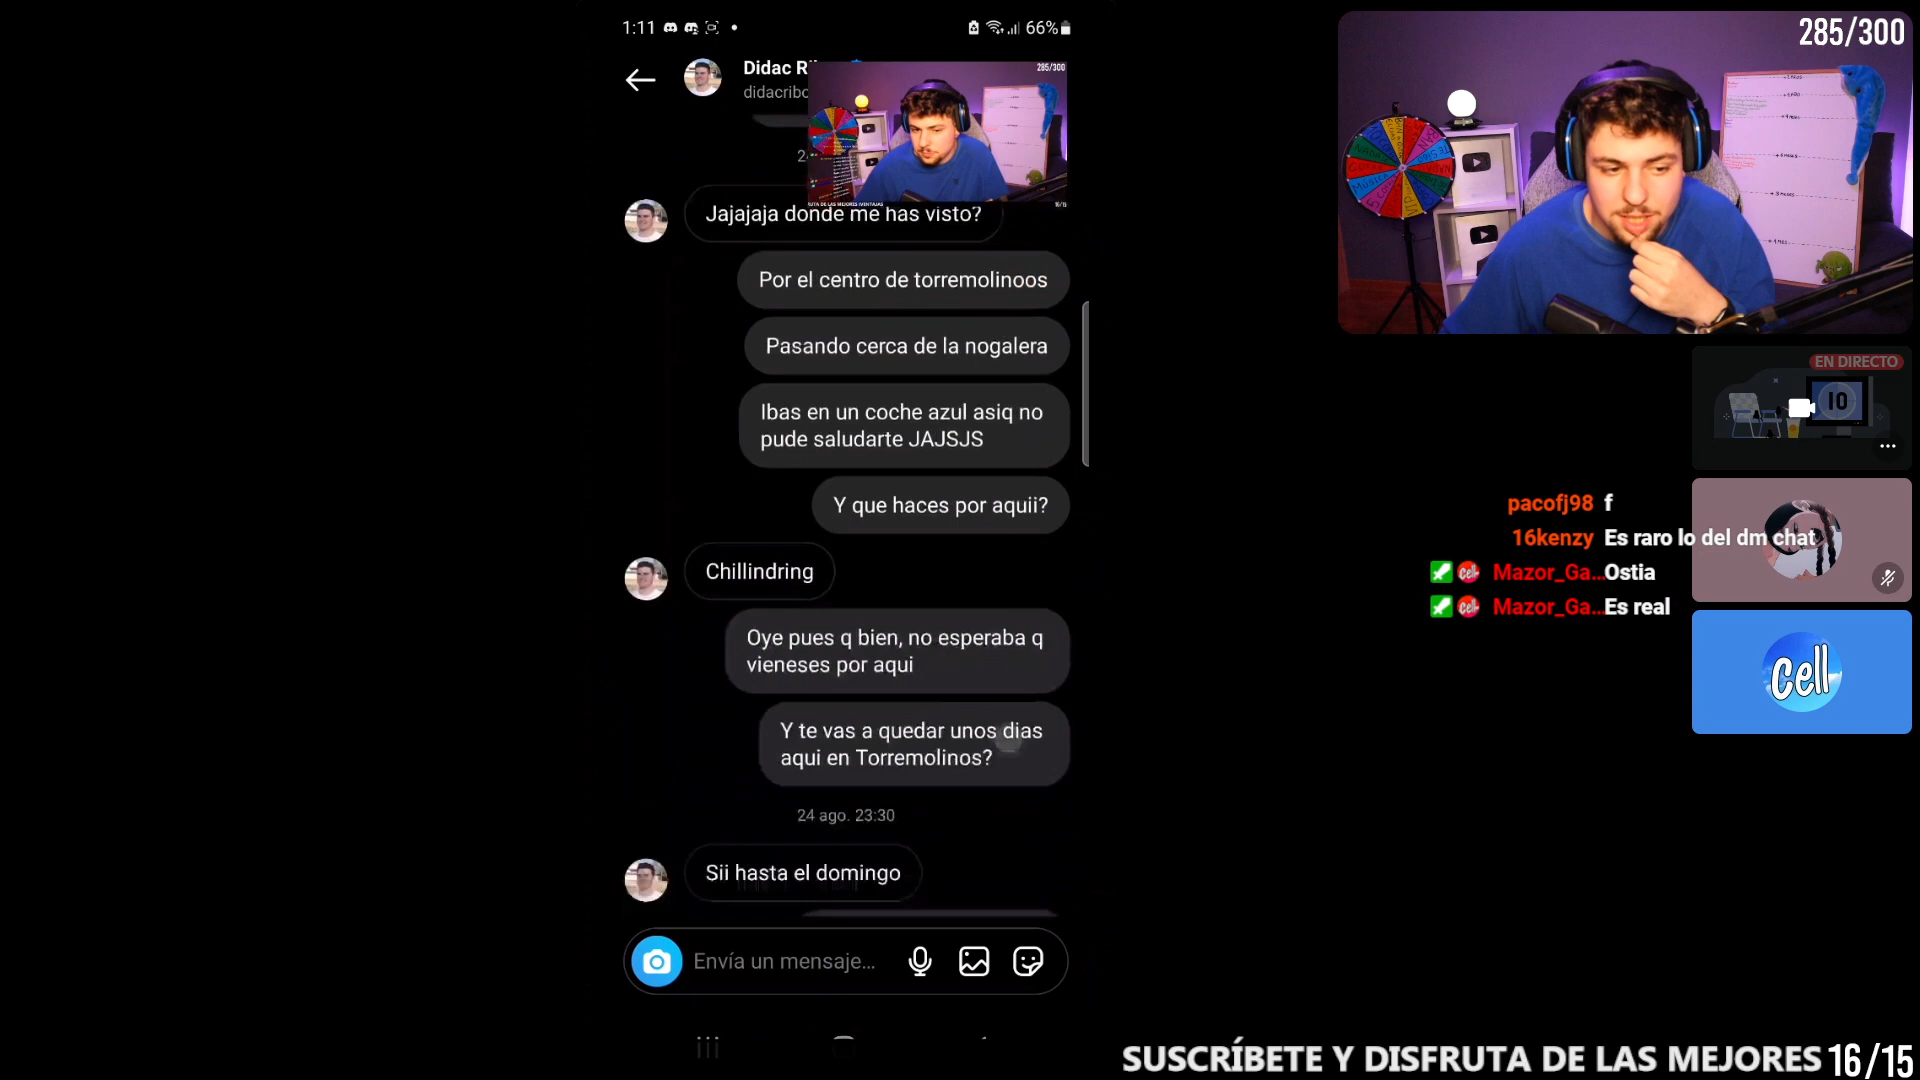 1:11
66%
Didac Ri
didacribo
285/300
Jajajaja donde me has visto?
Por el centro de torremolinoos
Pasando cerca de la nogalera
Ibas en un coche azul asiq no
pude saludarte JAJSJS
Y que haces por aquii?
Chillindring
Oye pues q bien, no esperaba q
vieneses por aqui
Y te vas a quedar unos dias
aqui en Torremolinos?
24 ago. 23:30
Sii hasta el domingo
Envía un mensaje...
285/300
EN DIRECTO
pacofj98 f
16kenzy Es raro lo del dm chat
Mazor_Ga...Ostia
Mazor_Ga...Es real
cell
SUSCRÍBETE Y DISFRUTA DE LAS MEJORES 16/15